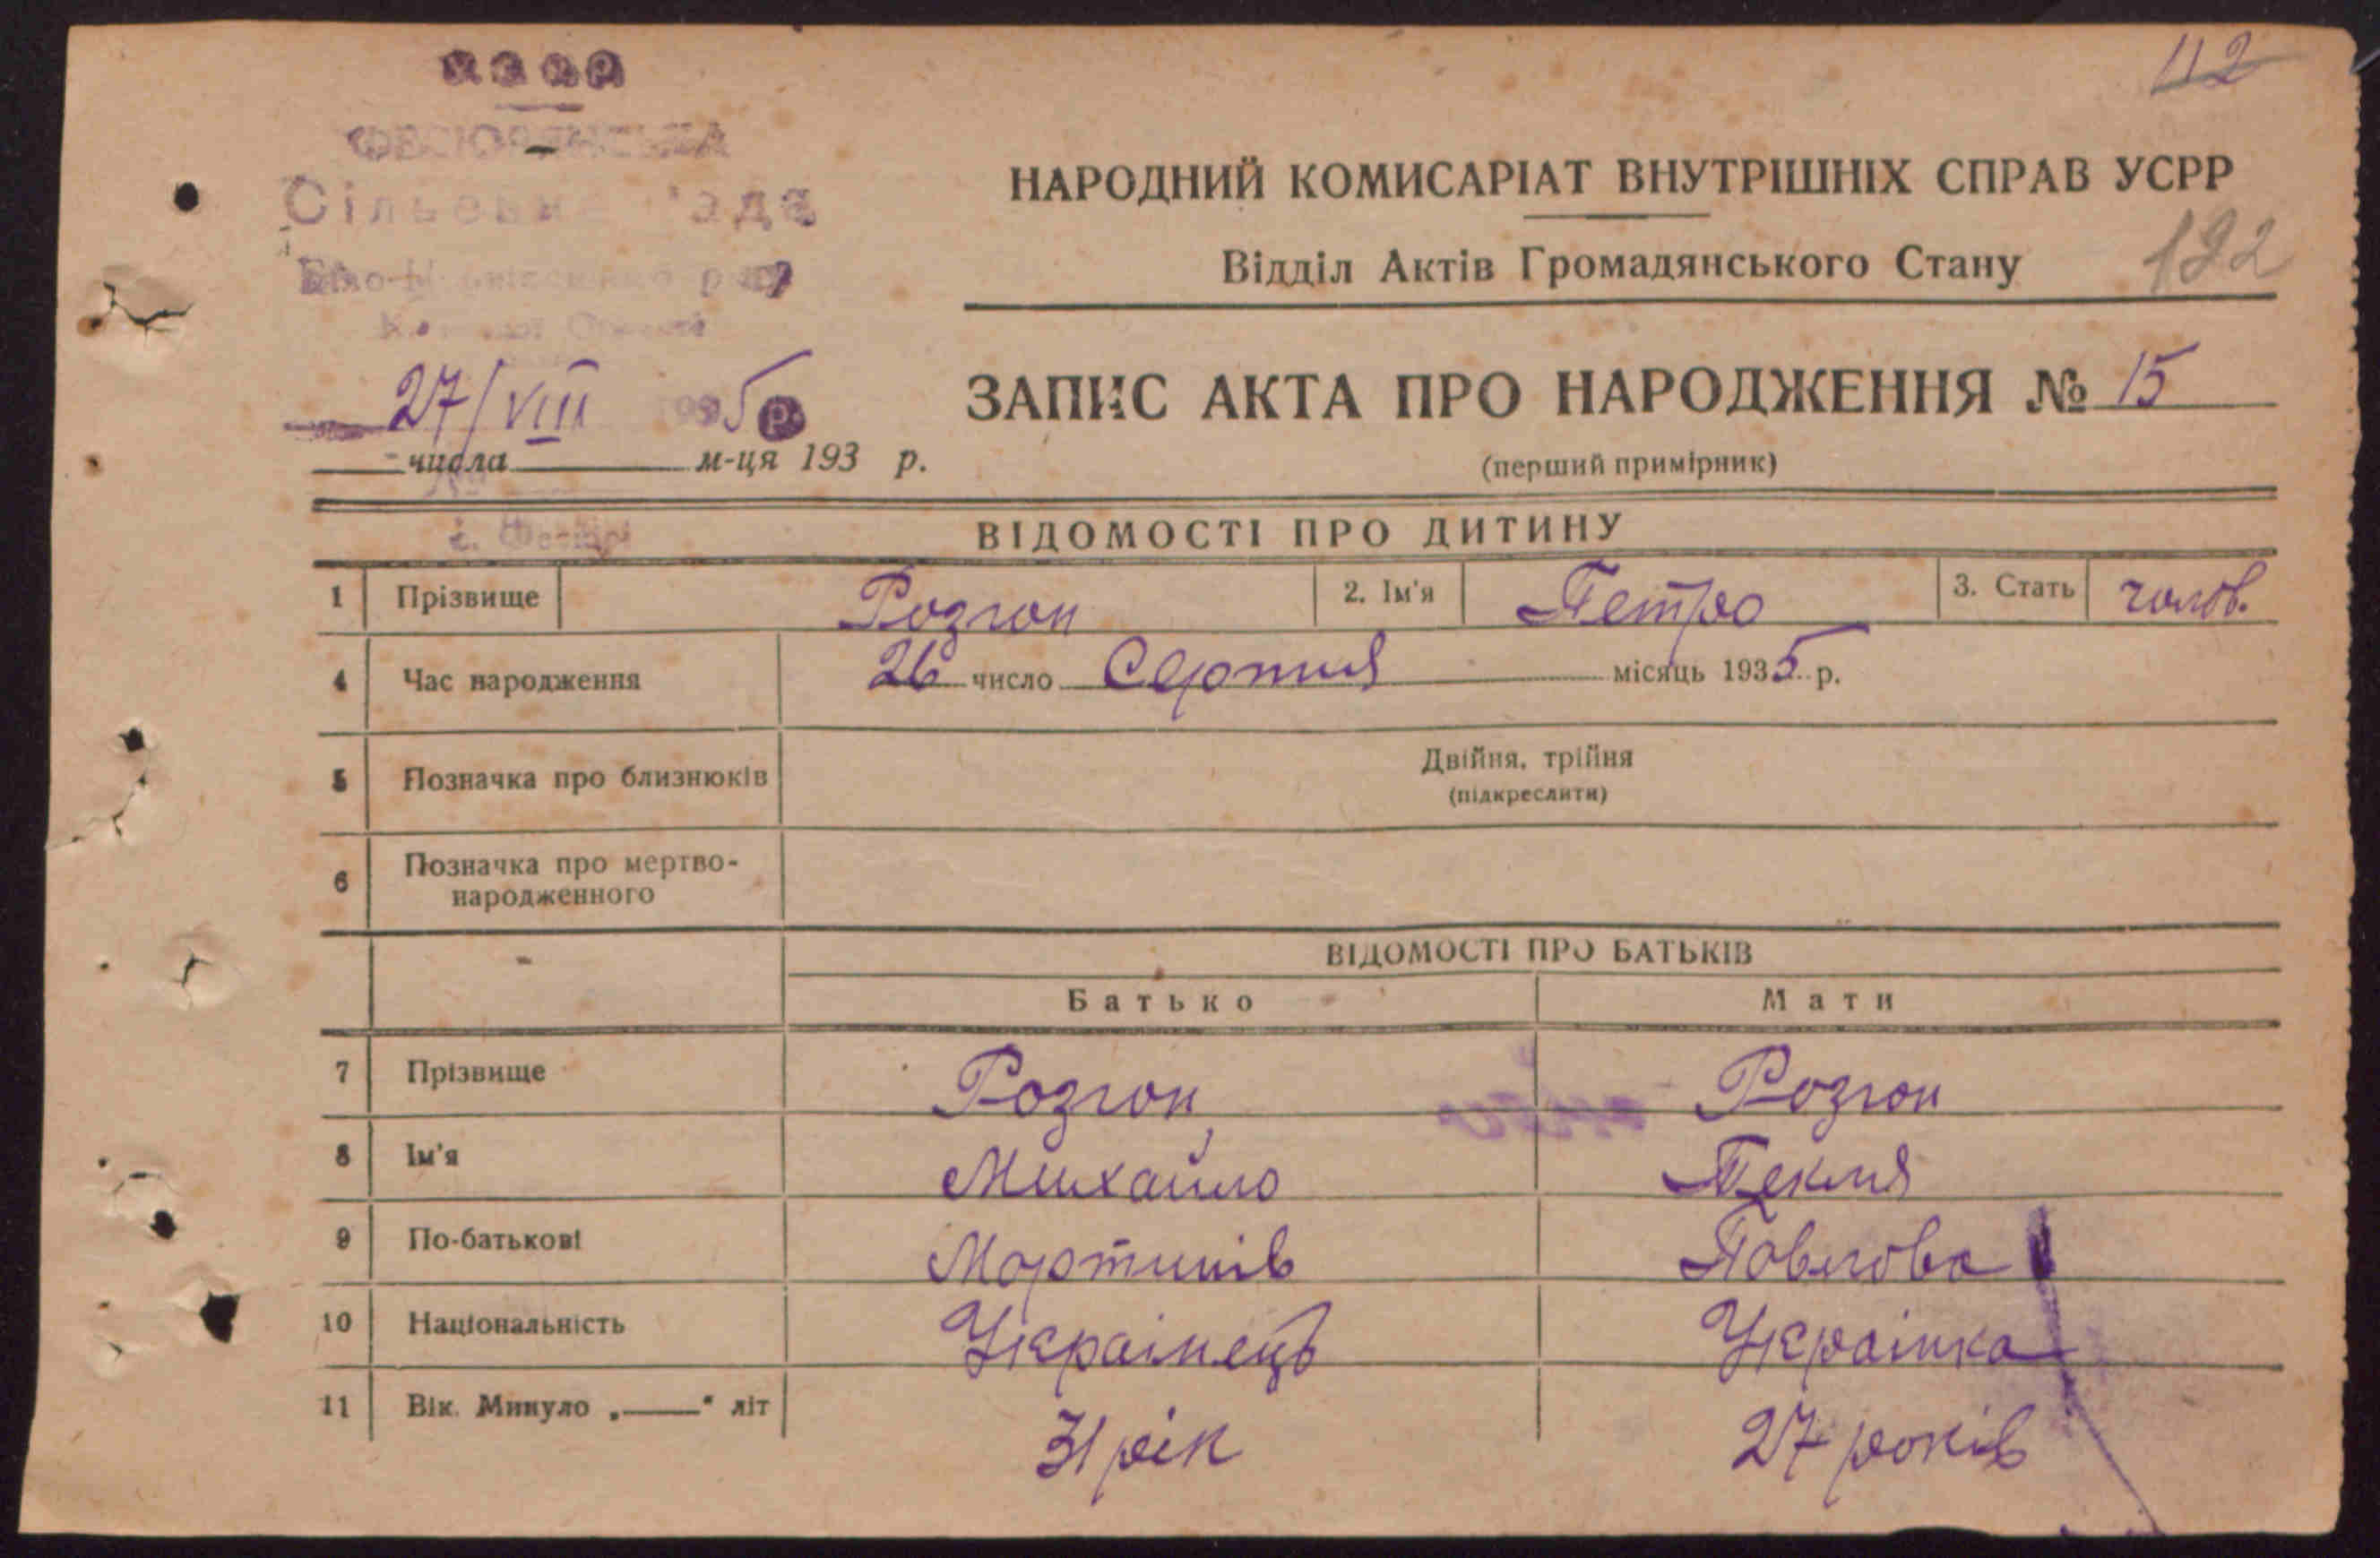 УСРР
Сільська Рада
112
НАРОДНИЙ КОМИСАРІАТ ВНУТРІШНІХ СПРАВ УСРР
Відділ Актів Громадянського Стану
192
27/VIII 1935 р.
ЗАПИС АКТА ПРО НАРОДЖЕННЯ № 15
числа м-ця 193 р.
(перший примірник)
ВІДОМОСТІ ПРО ДИТИНУ
1 Прізвище Розгон 2. Ім'я Петро 3. Стать чолов.
4 Час народження 26 число Серпня місяць 1935 р.
5 Позначка про близнюків Двійня, трійня
(підкреслити)
6 Позначка про мертво-
народженного
ВІДОМОСТІ ПРО БАТЬКІВ
Батько Мати
7 Прізвище Розгон Розгон
8 Ім'я Михайло Текля
9 По-батькові Мартинів Павлова
10 Національність Українець Українка
11 Вік. Минуло „——“ літ 31 рік 27 років